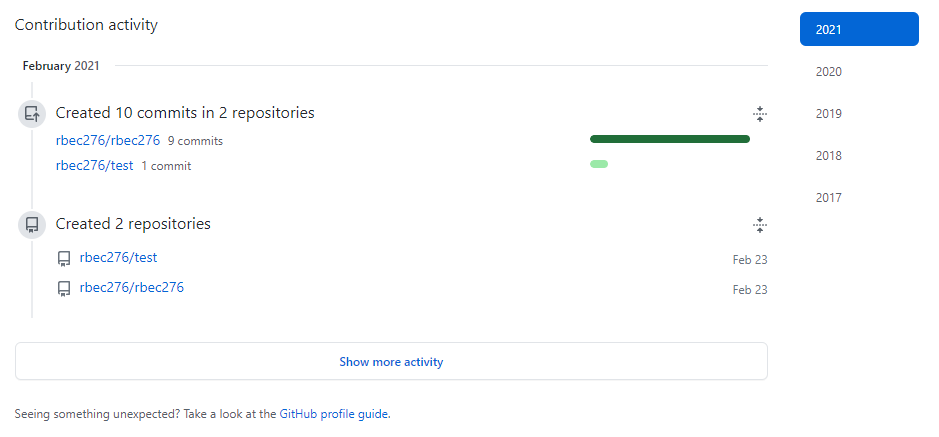 Contribution activity
2021
2020
2019
2018
2017
February 2021
Created 10 commits in 2 repositories
rbec276/rbec276 9 commits
rbec276/test 1 commit
Created 2 repositories
rbec276/test Feb 23
rbec276/rbec276 Feb 23
Show more activity
Seeing something unexpected? Take a look at the GitHub profile guide.